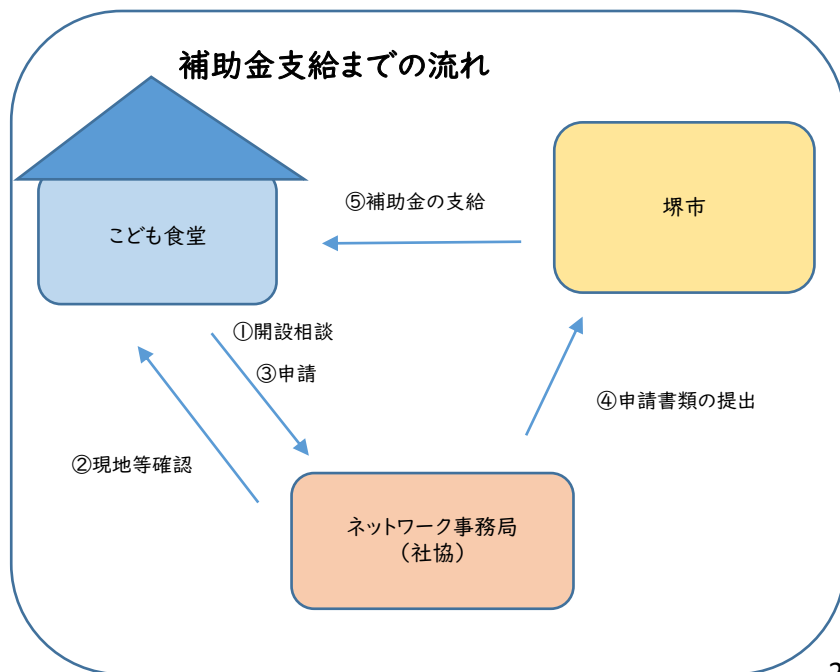 補助金支給までの流れ
⑤補助金の支給
堺市
こども食堂
①開設相談
③申請
④申請書類の提出
②現地等確認
ネットワーク事務局
（社協）